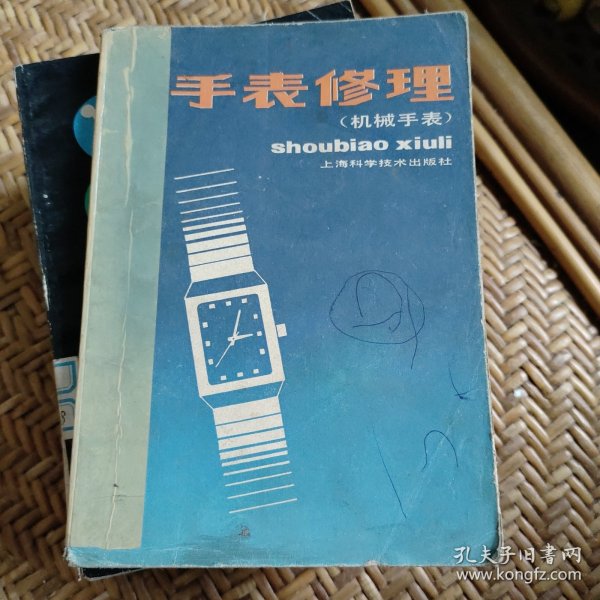 手表修理
（机械手表）
shoubiao xiuli
上海科学技术出版社
孔夫子旧书网
www.kongfz.com